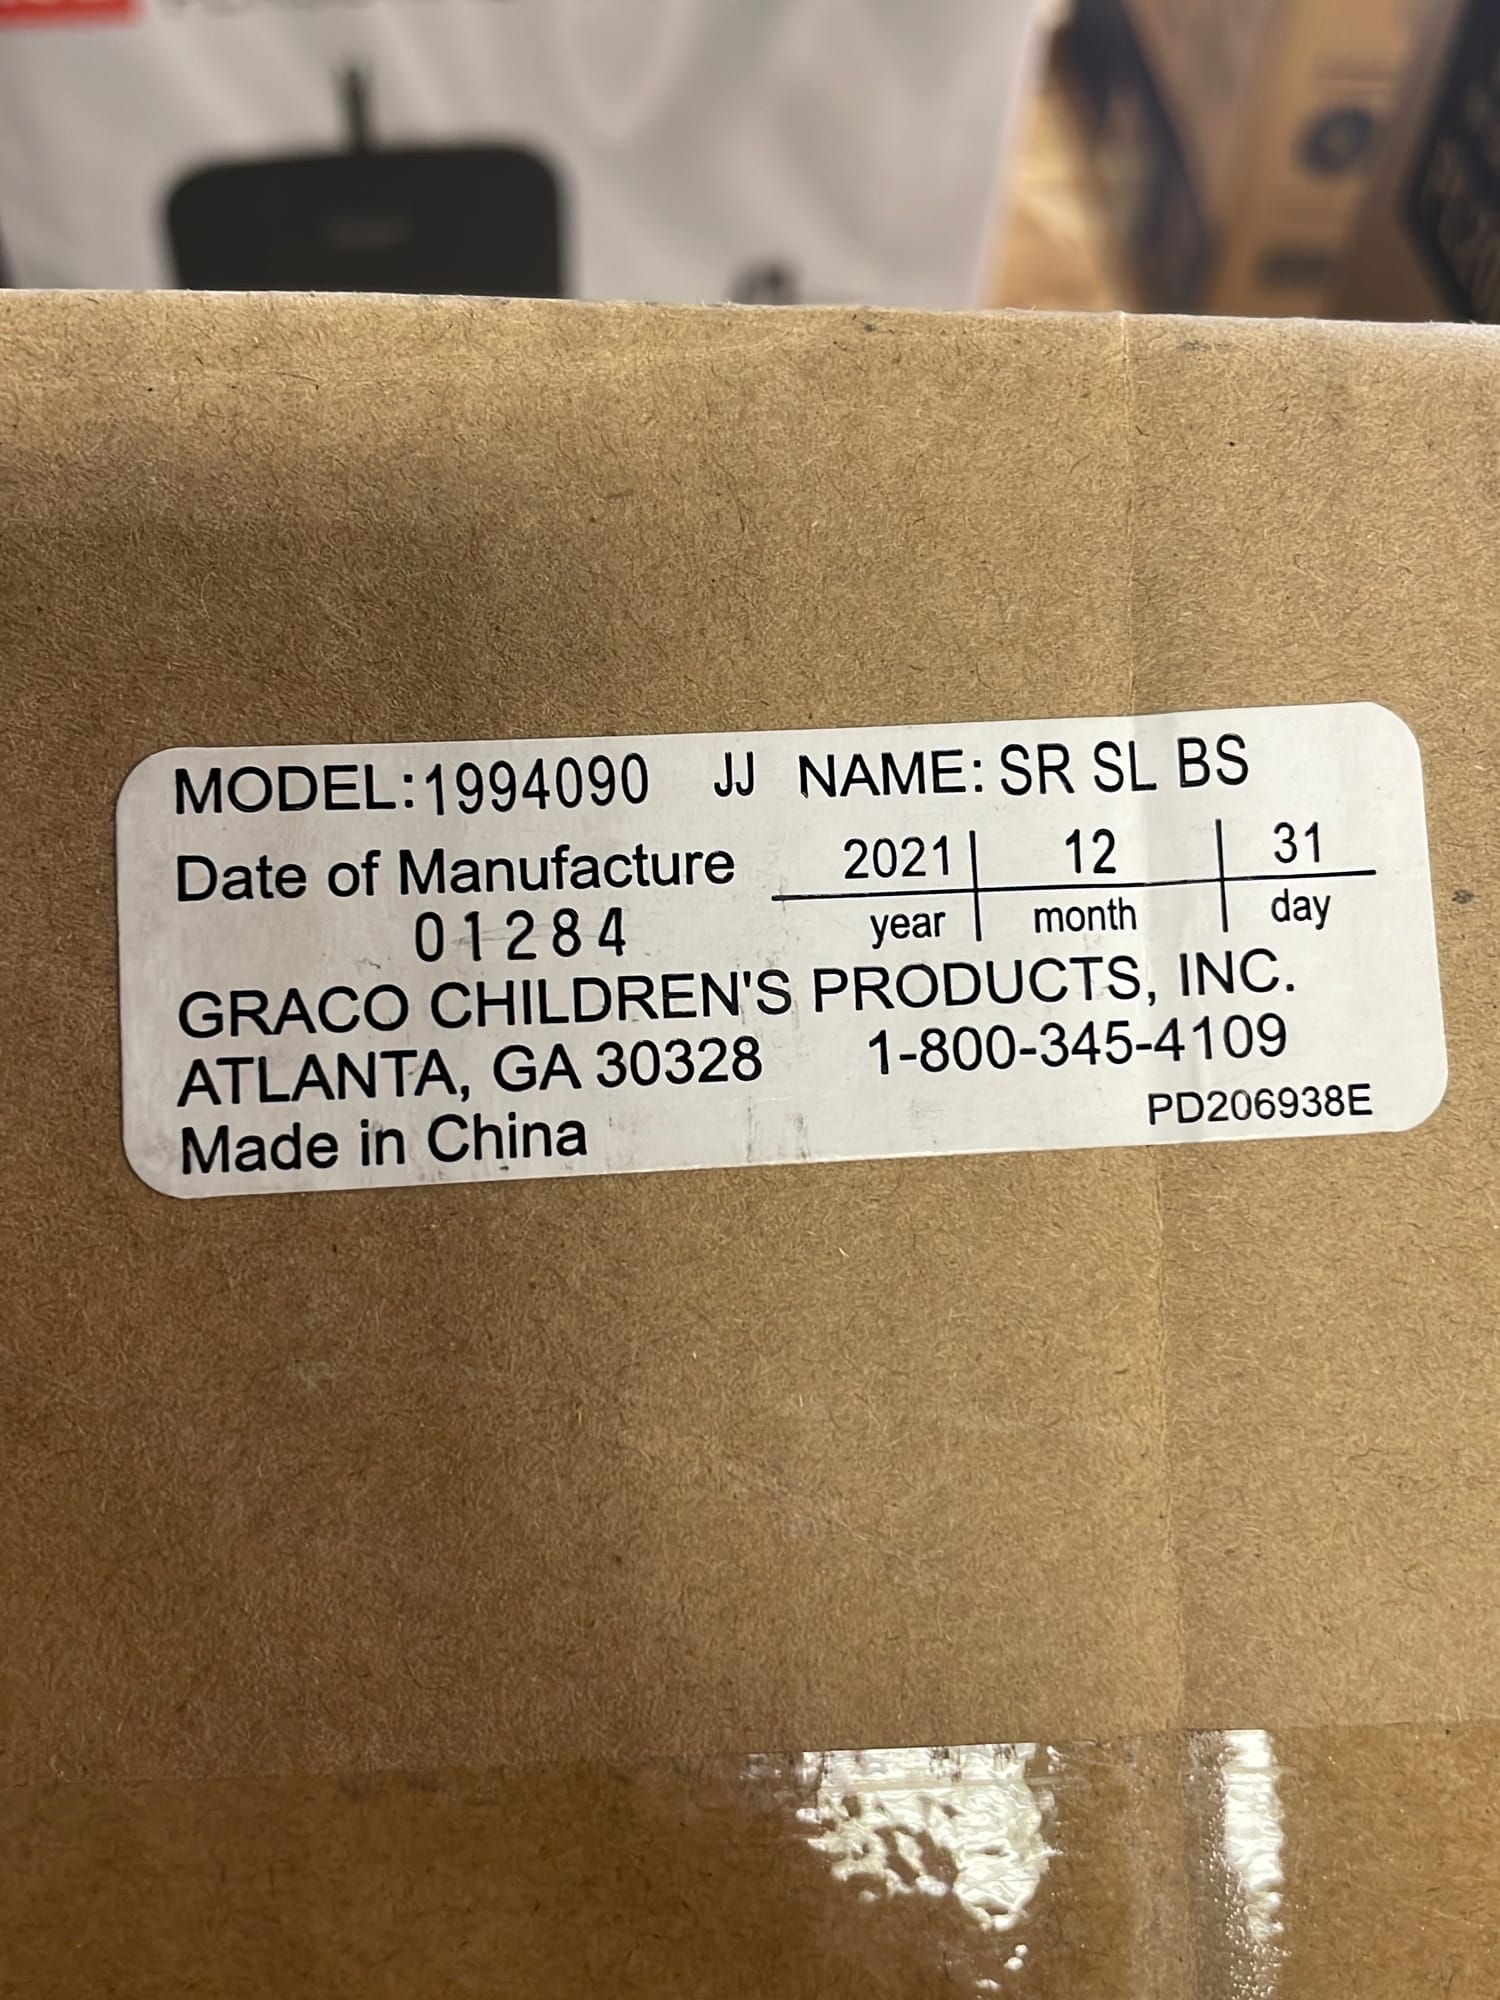 MODEL:1994090 JJ NAME: SR SL BS
Date of Manufacture 2021 12 31
01284 year month day
GRACO CHILDREN'S PRODUCTS, INC.
ATLANTA, GA 30328 1-800-345-4109
Made in China PD206938E